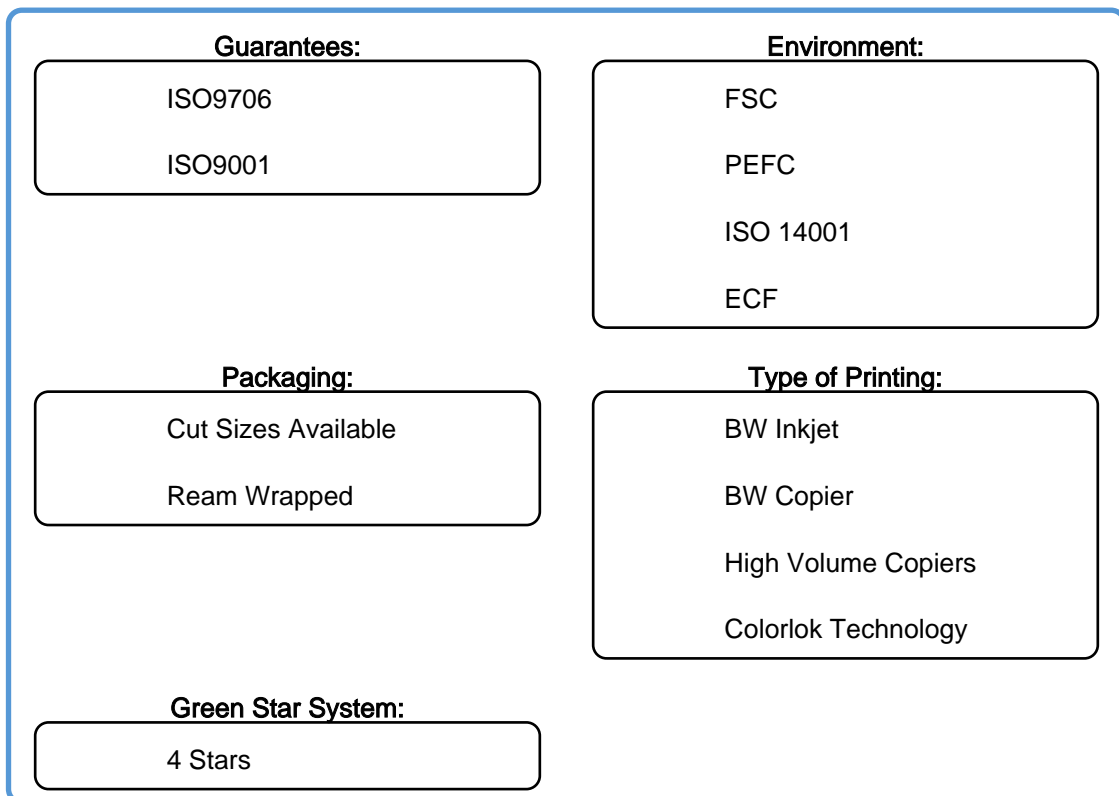 Guarantees:
ISO9706
ISO9001
Environment:
FSC
PEFC
ISO 14001
ECF
Packaging:
Cut Sizes Available
Ream Wrapped
Type of Printing:
BW Inkjet
BW Copier
High Volume Copiers
Colorlok Technology
Green Star System:
4 Stars